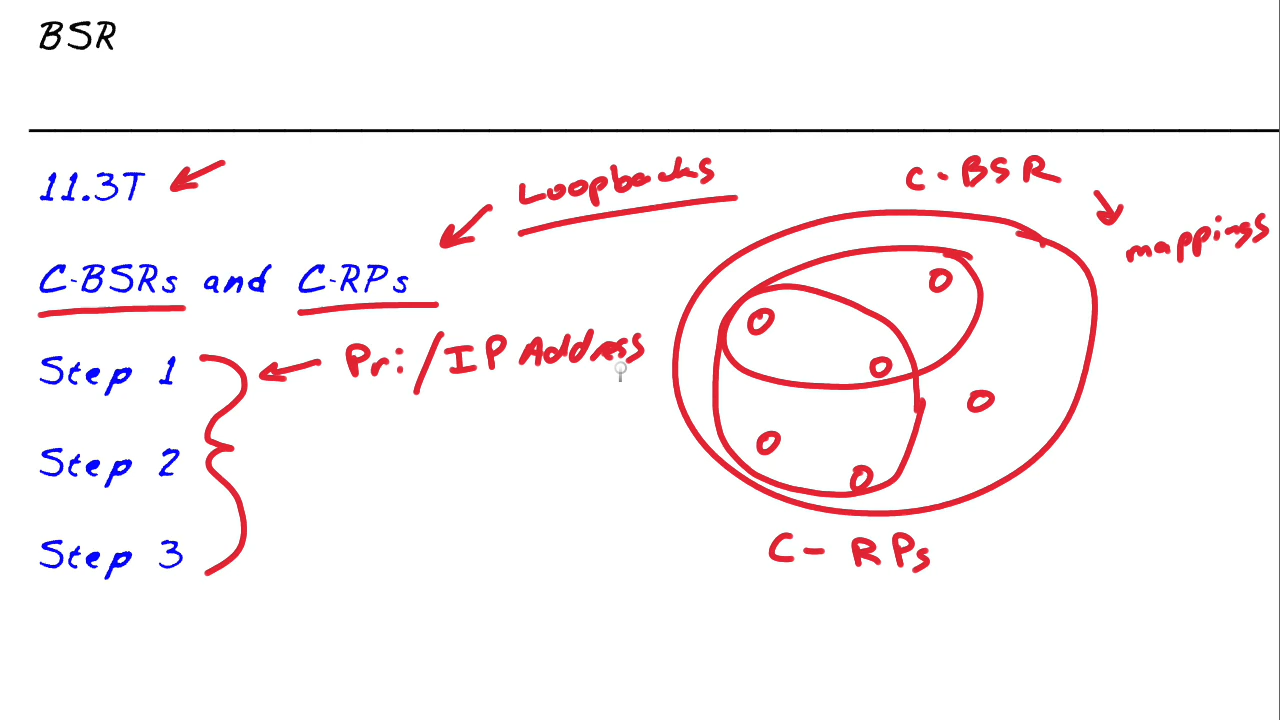 BSR
11.3T
Loopbacks
C-BSR
mappings
C-BSRs and C-RPs
Step 1
Pri/IP Address
Step 2
Step 3
C-RPs